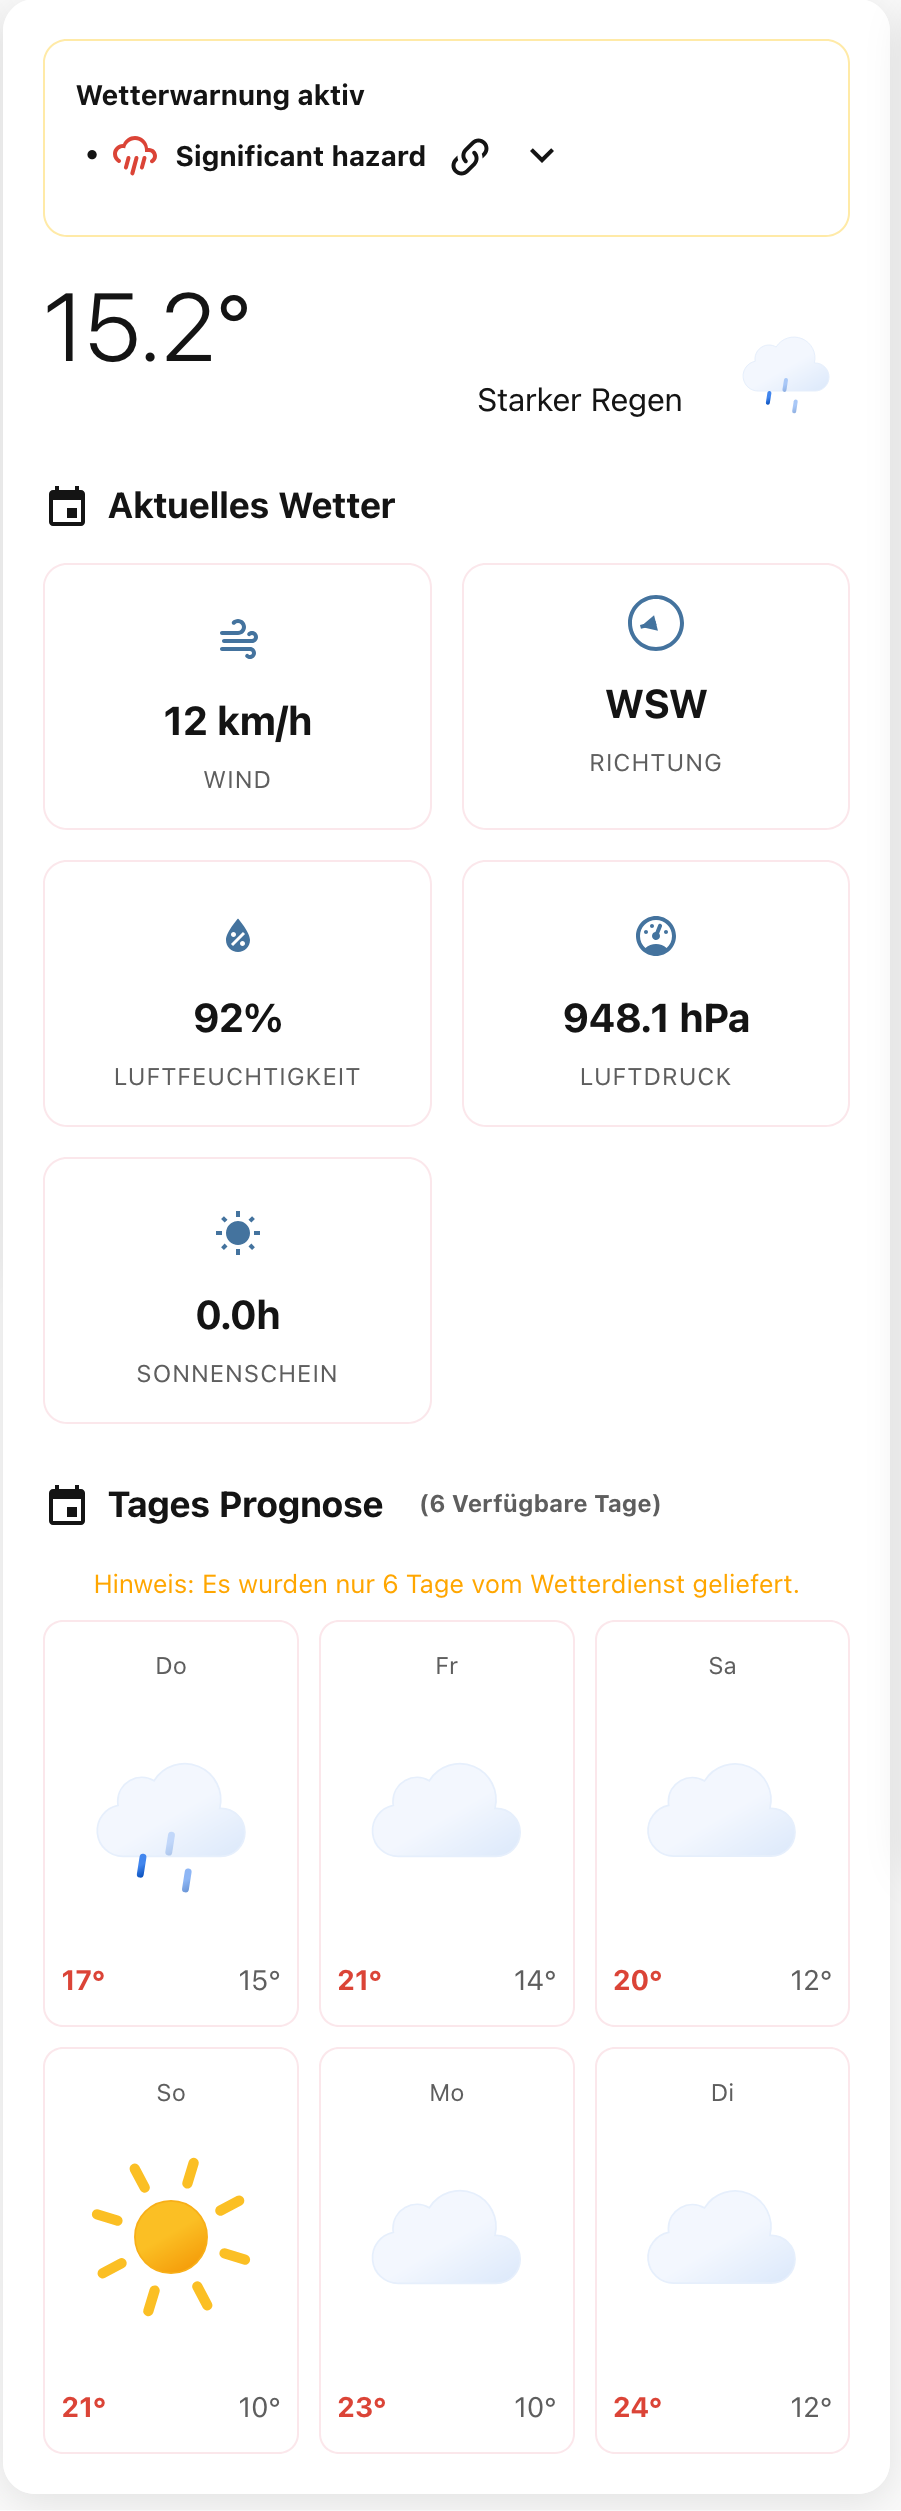 Wetterwarnung aktiv
• Significant hazard
15.2°
Starker Regen
Aktuelles Wetter
12 km/h
WIND
WSW
RICHTUNG
92%
LUFTFEUCHTIGKEIT
948.1 hPa
LUFTDRUCK
0.0h
SONNENSCHEIN
Tages Prognose (6 Verfügbare Tage)
Hinweis: Es wurden nur 6 Tage vom Wetterdienst geliefert.
Do
17° 15°
Fr
21° 14°
Sa
20° 12°
So
21° 10°
Mo
23° 10°
Di
24° 12°